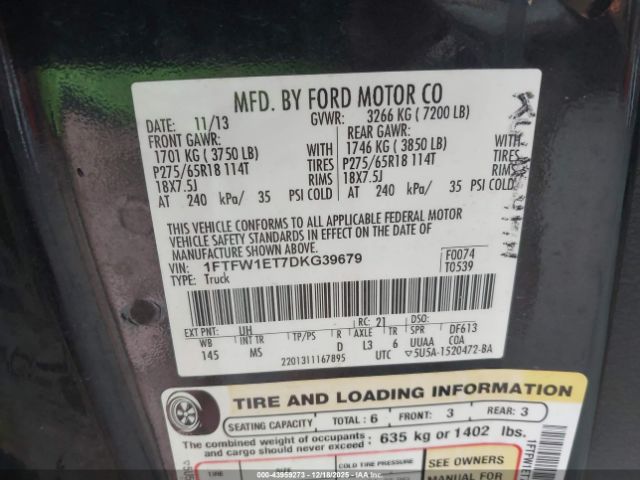 MFD. BY FORD MOTOR CO
DATE: 11/13 GVWR: 3266 KG ( 7200 LB)
FRONT GAWR: REAR GAWR:
1701 KG ( 3750 LB) WITH 1746 KG ( 3850 LB) WITH
P275/65R18 114T TIRES P275/65R18 114T TIRES
18X7.5J RIMS 18X7.5J RIMS
AT 240 kPa/ 35 PSI COLD AT 240 kPa/ 35 PSI COLD
THIS VEHICLE CONFORMS TO ALL APPLICABLE FEDERAL MOTOR
VEHICLE SAFETY STANDARDS IN EFFECT ON THE DATE OF
MANUFACTURE SHOWN ABOVE.
VIN: 1FTFW1ET7DKG39679 F0074
TYPE: Truck T0539
EXT PNT: UH RC: 21 DSO:
WB INT TR TP/PS R AXLE TR SPR DF613
145 MS D L3 6 UUAA COA
2201311167895 UTC ▽5U5A-1520472-BA
TIRE AND LOADING INFORMATION
SEATING CAPACITY TOTAL: 6 FRONT: 3 REAR: 3
The combined weight of occupants and cargo should never exceed: 635 kg or 1402 lbs.
TIRE SIZE COLD TIRE PRESSURE SEE OWNERS
MANUAL FOR
1FTFW1ET7
#43959273 - 12/18/2025 - IAAI.com